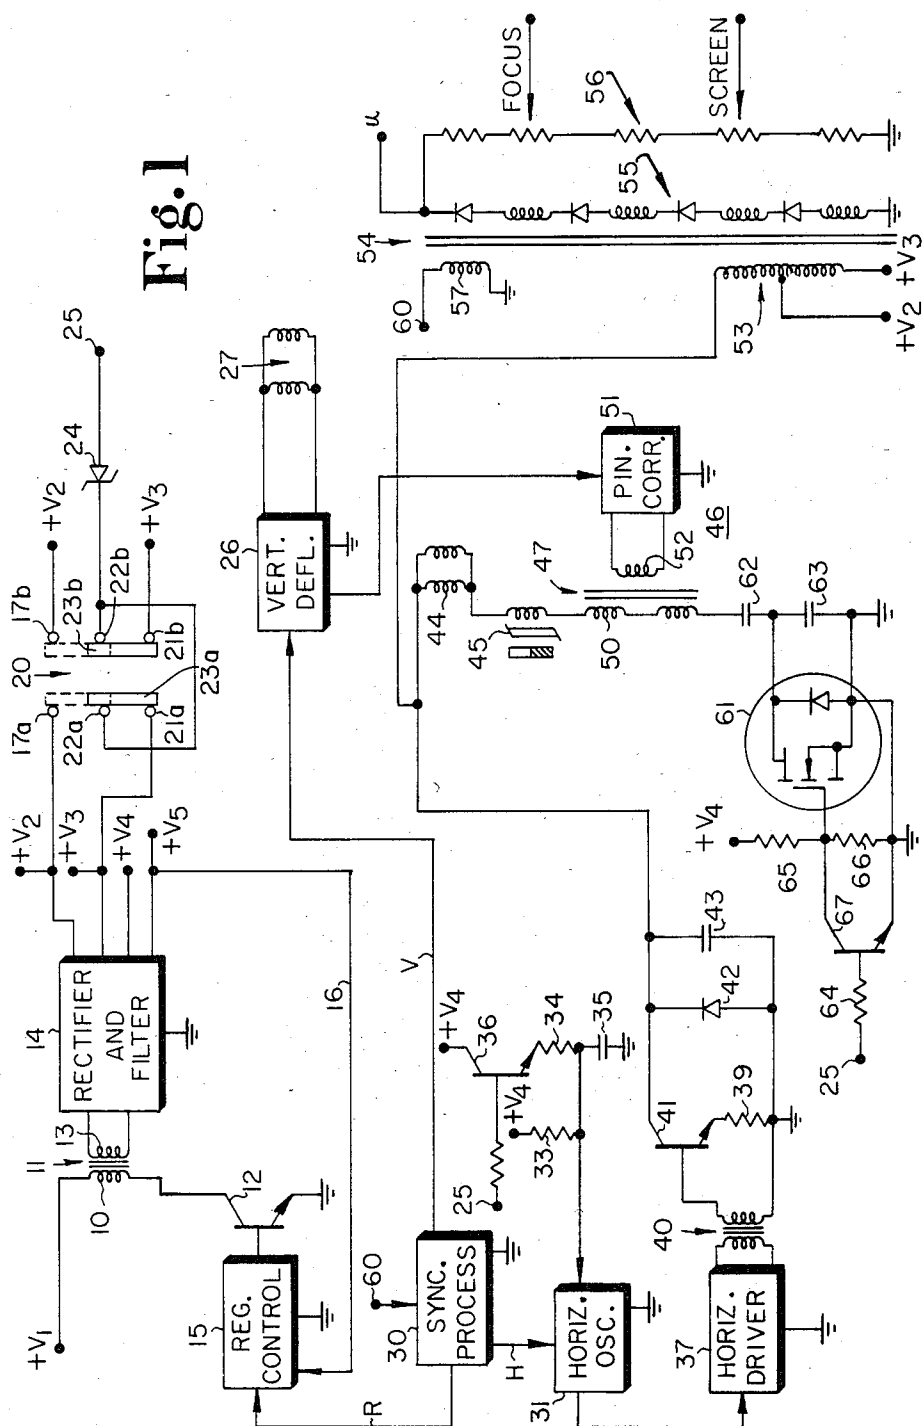 Fig.1
+V1
10
11
13
12
14
RECTIFIER
AND
FILTER
15
REG.
CONTROL
16
R
+V2
+V3
+V4
+V5
17a
22a
21a
20
23a
17b
23b
22b
21b
+V2
+V3
24
25
26
VERT.
DEFL.
27
V
60
30
SYNC.
PROCESS
H
31
HORIZ.
OSC.
25
+V4
36
+V4
33
34
35
37
HORIZ.
DRIVER
40
41
39
42
43
44
45
47
50
52
46
51
PIN.
CORR.
62
63
61
+V4
65
66
67
64
25
60
57
54
53
+V2
+V3
55
56
u
FOCUS
SCREEN